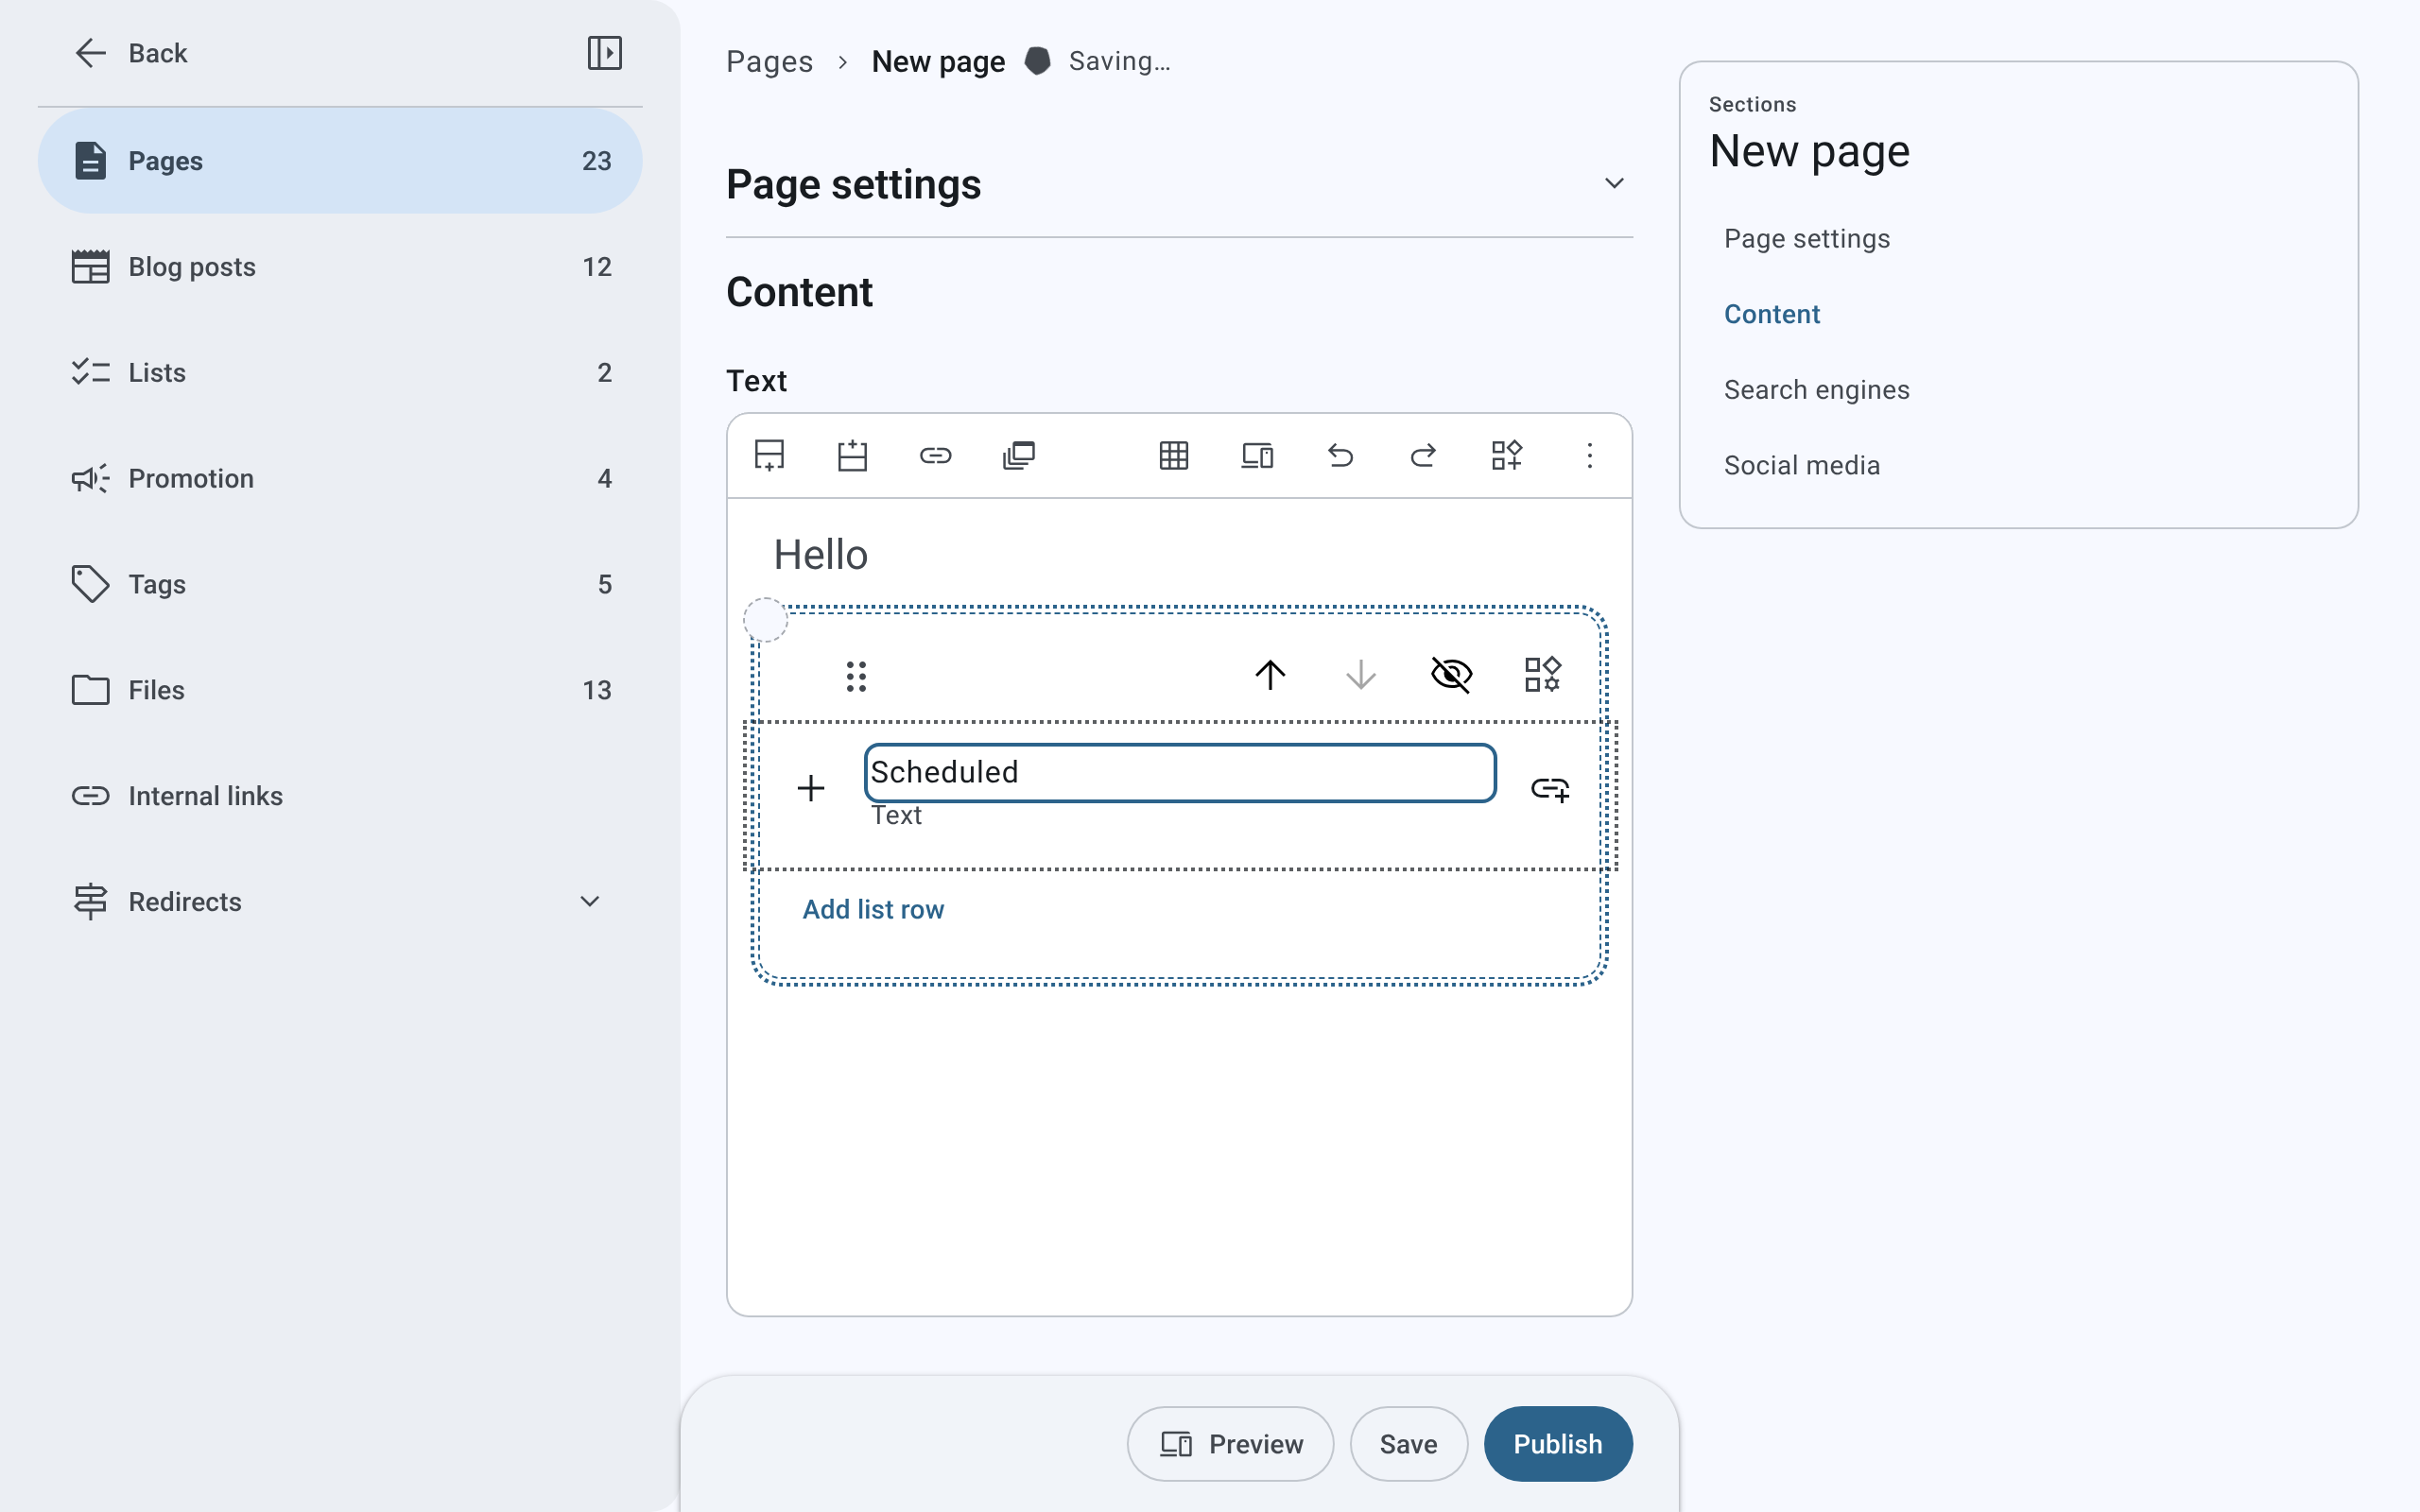 Back
Pages 23
Blog posts 12
Lists 2
Promotion 4
Tags 5
Files 13
Internal links
Redirects
Pages › New page Saving...
Page settings
Content
Text
Hello
Scheduled
Text
Add list row
Preview Save Publish
Sections
New page
Page settings
Content
Search engines
Social media